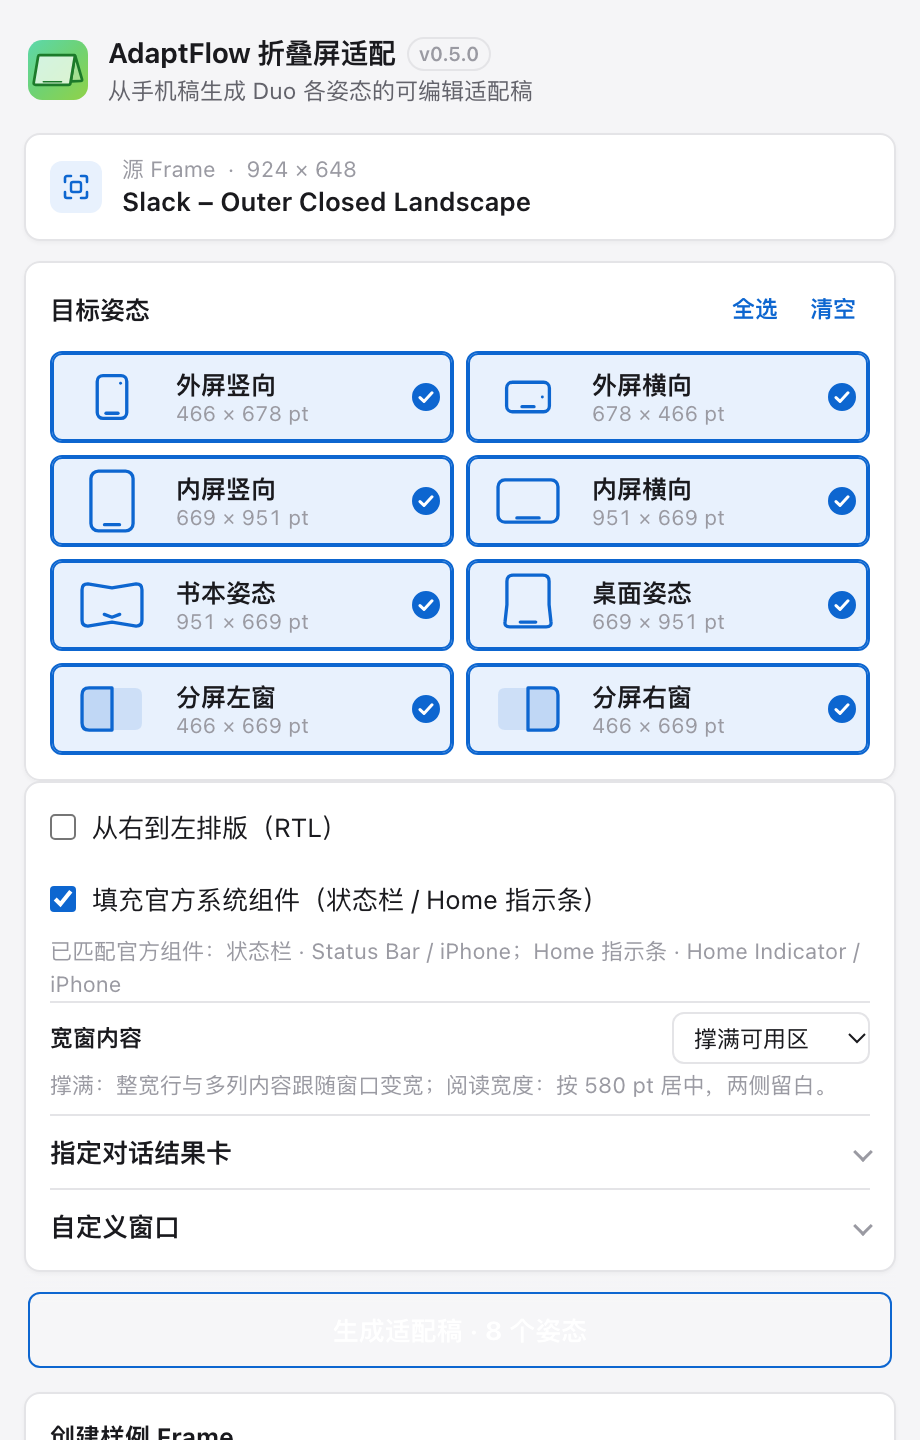 AdaptFlow 折叠屏适配 v0.5.0
从手机稿生成 Duo 各姿态的可编辑适配稿
源 Frame · 924 × 648
Slack – Outer Closed Landscape
目标姿态 全选 清空
外屏竖向
466 × 678 pt
外屏横向
678 × 466 pt
内屏竖向
669 × 951 pt
内屏横向
951 × 669 pt
书本姿态
951 × 669 pt
桌面姿态
669 × 951 pt
分屏左窗
466 × 669 pt
分屏右窗
466 × 669 pt
从右到左排版（RTL）
填充官方系统组件（状态栏 / Home 指示条）
已匹配官方组件：状态栏 · Status Bar / iPhone；Home 指示条 · Home Indicator /
iPhone
宽窗内容 撑满可用区
撑满：整宽行与多列内容跟随窗口变宽；阅读宽度：按 580 pt 居中，两侧留白。
指定对话结果卡
自定义窗口
生成适配稿 · 8 个姿态
创建样例 Frame